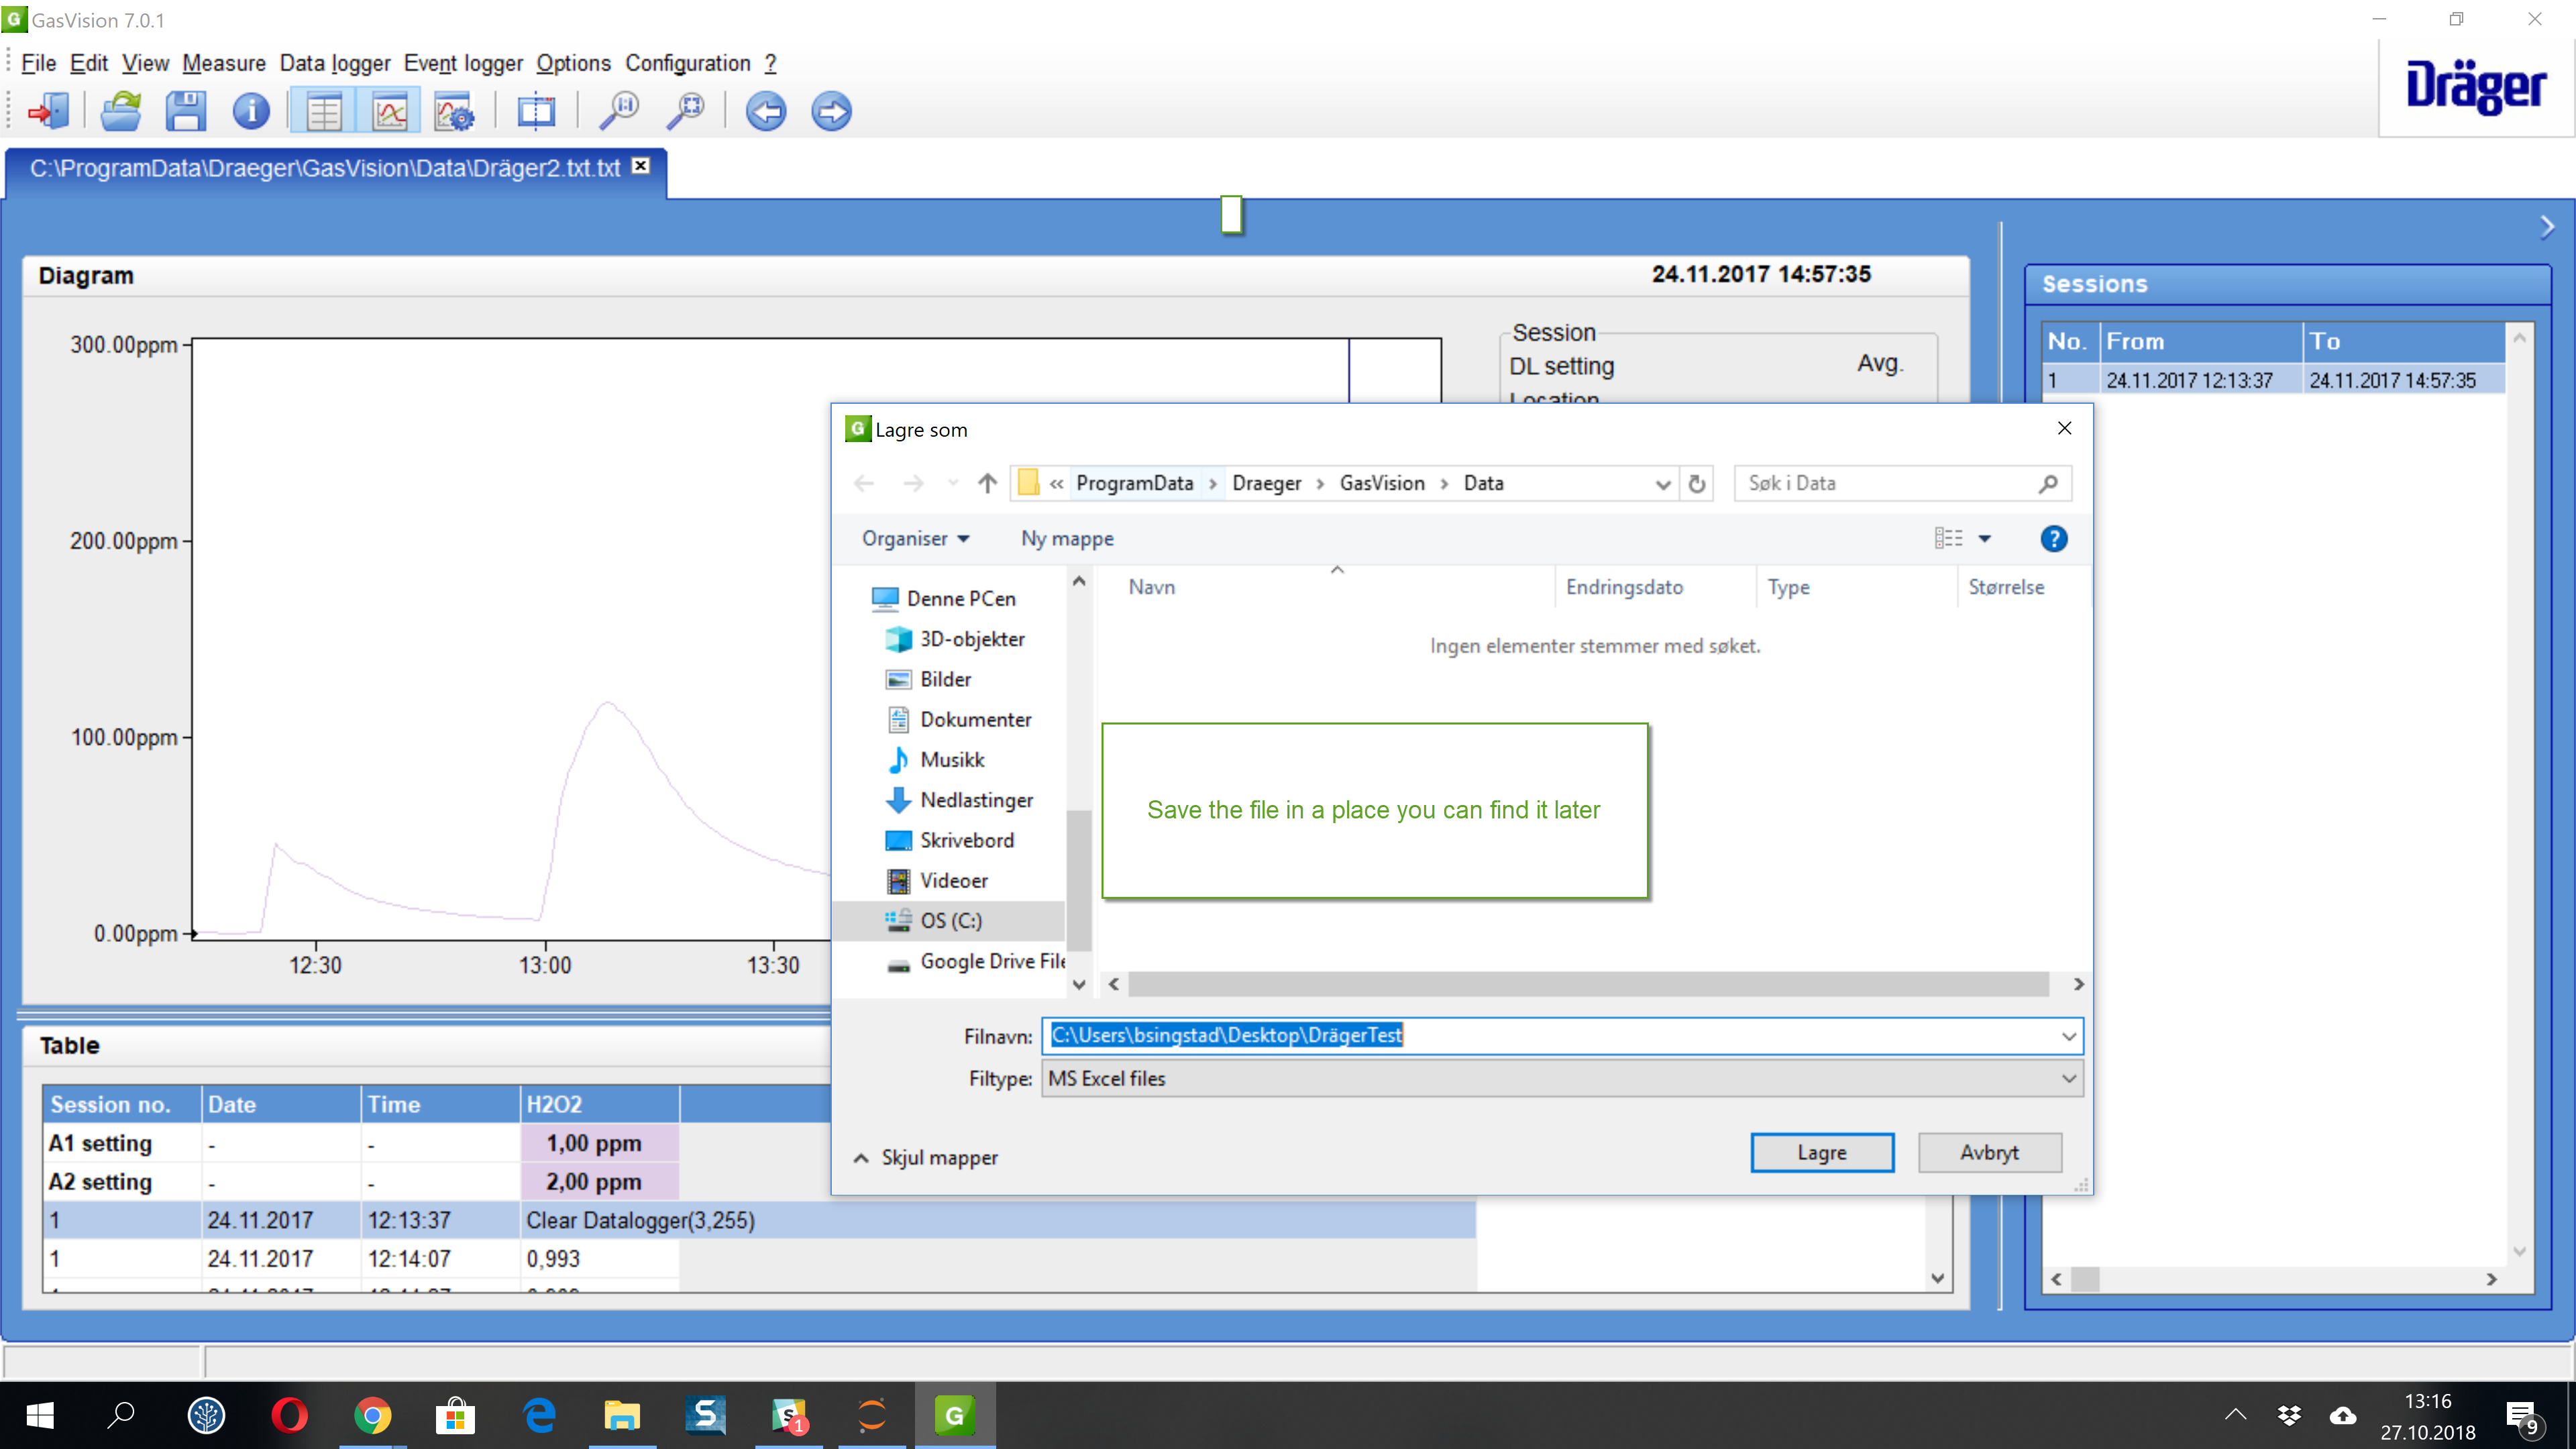 GasVision 7.0.1
File Edit View Measure Data logger Event logger Options Configuration ?
Dräger
C:\ProgramData\Draeger\GasVision\Data\Dräger2.txt.txt
Diagram 24.11.2017 14:57:35
300.00ppm
200.00ppm
100.00ppm
0.00ppm
12:30 13:00 13:30
Session
DL setting Avg.
Location
Sessions
No. From To
1 24.11.2017 12:13:37 24.11.2017 14:57:35
Lagre som
« ProgramData › Draeger › GasVision › Data
Søk i Data
Organiser Ny mappe
Navn Endringsdato Type Størrelse
Ingen elementer stemmer med søket.
Denne PCen
3D-objekter
Bilder
Dokumenter
Musikk
Nedlastinger
Skrivebord
Videoer
OS (C:)
Google Drive File
Save the file in a place you can find it later
Filnavn: C:\Users\bsingstad\Desktop\DrägerTest
Filtype: MS Excel files
Skjul mapper
Lagre Avbryt
Table
Session no. Date Time H2O2
A1 setting - - 1,00 ppm
A2 setting - - 2,00 ppm
1 24.11.2017 12:13:37 Clear Datalogger(3,255)
1 24.11.2017 12:14:07 0,993
13:16
27.10.2018
9
1